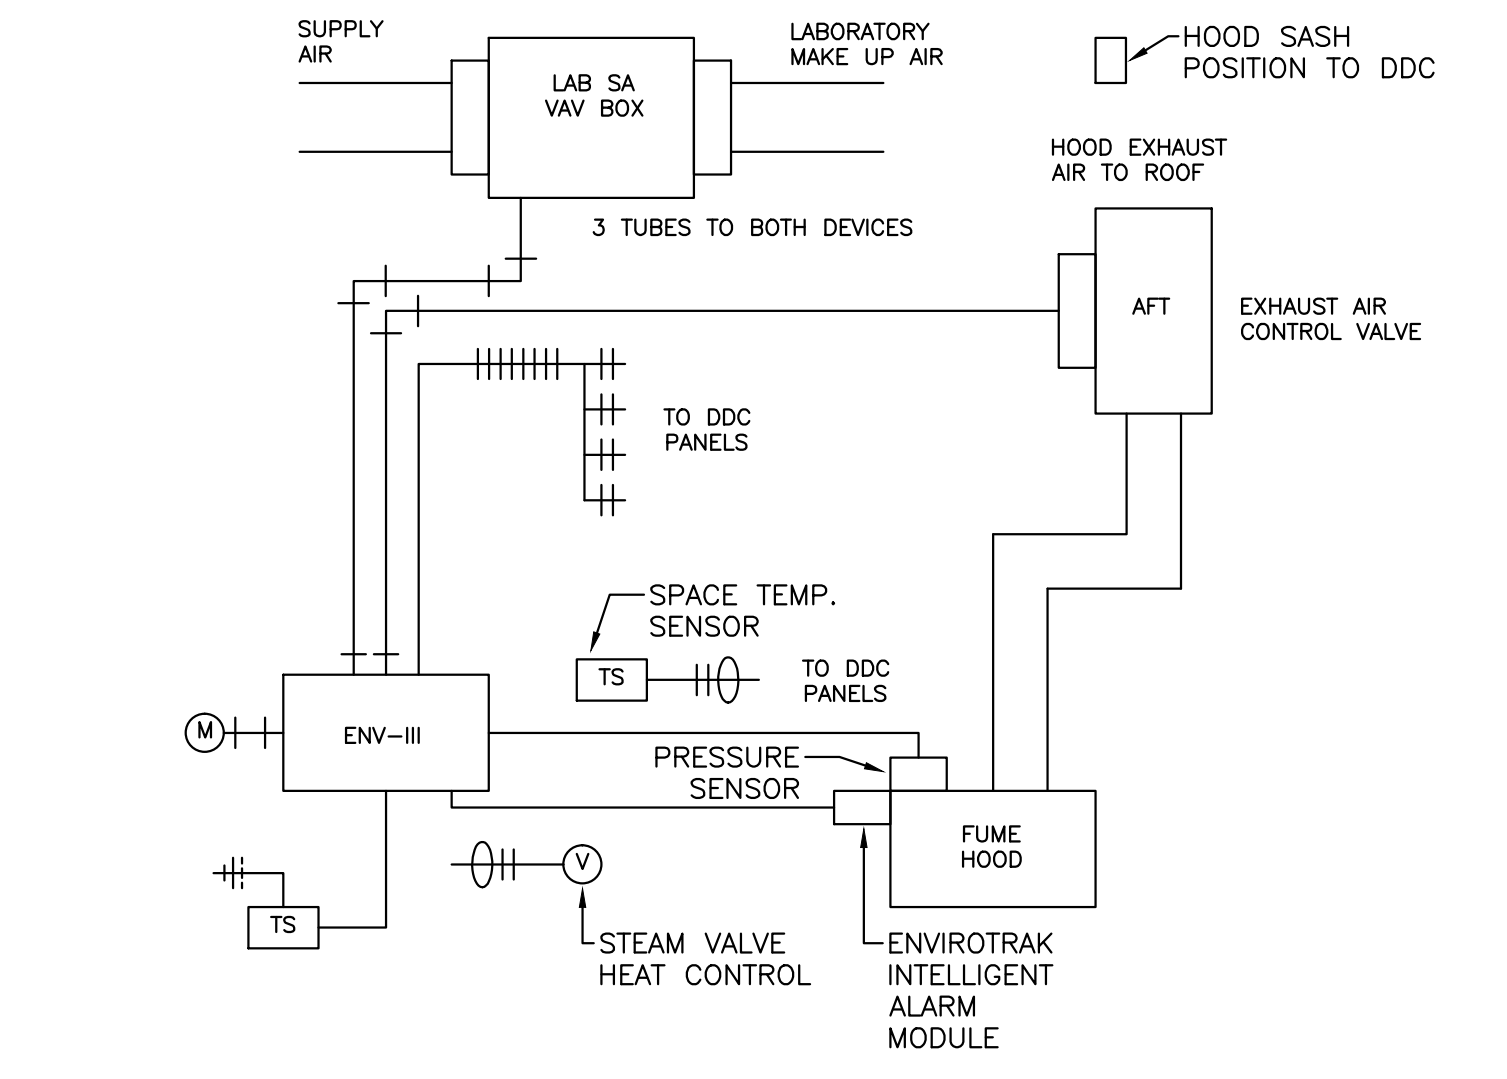 SUPPLY
AIR
LAB SA
VAV BOX
LABORATORY
MAKE UP AIR
HOOD SASH
POSITION TO DDC
HOOD EXHAUST
AIR TO ROOF
3 TUBES TO BOTH DEVICES
AFT
EXHAUST AIR
CONTROL VALVE
TO DDC
PANELS
SPACE TEMP.
SENSOR
TS
TO DDC
PANELS
M
ENV-III
PRESSURE
SENSOR
FUME
HOOD
V
TS
STEAM VALVE
HEAT CONTROL
ENVIROTRAK
INTELLIGENT
ALARM
MODULE